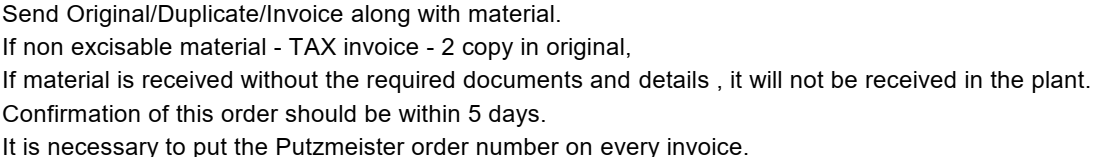 Send Original/Duplicate/Invoice along with material.
If non excisable material - TAX invoice - 2 copy in original,
If material is received without the required documents and details , it will not be received in the plant.
Confirmation of this order should be within 5 days.
It is necessary to put the Putzmeister order number on every invoice.